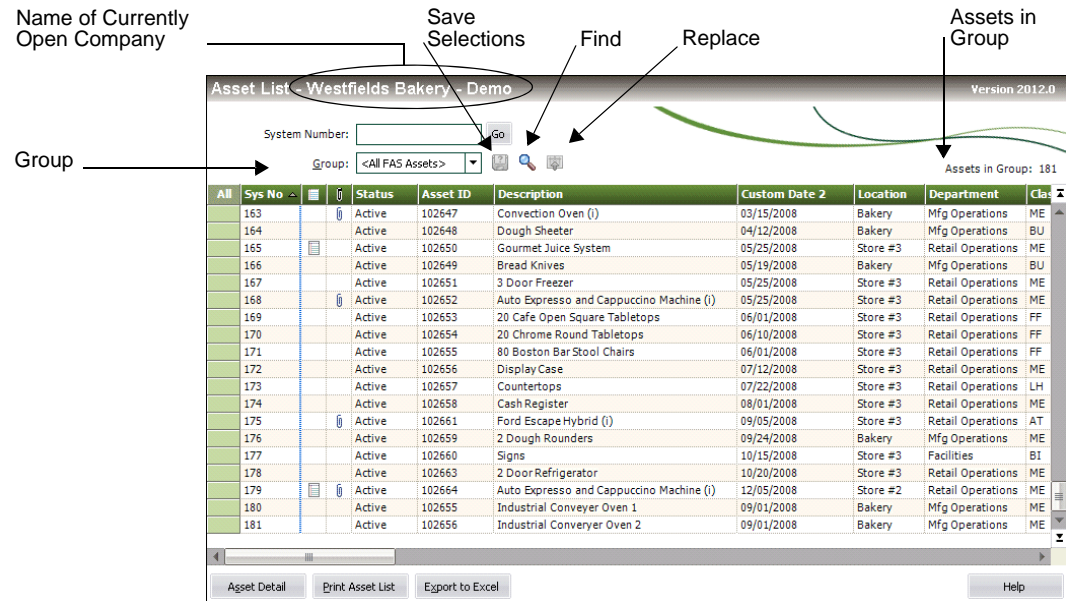 Name of Currently
Open Company
Save
Selections
Find
Replace
Assets in
Group
Asset List - Westfields Bakery - Demo
Version 2012.0
System Number:
Go
Group
Group:
<All FAS Assets>
Assets in Group: 181
All Sys No Status Asset ID Description Custom Date 2 Location Department Clas
163 Active 102647 Convection Oven (i) 03/15/2008 Bakery Mfg Operations ME
164 Active 102648 Dough Sheeter 04/12/2008 Bakery Mfg Operations BU
165 Active 102650 Gourmet Juice System 05/25/2008 Store #3 Retail Operations ME
166 Active 102649 Bread Knives 05/19/2008 Bakery Mfg Operations BU
167 Active 102651 3 Door Freezer 05/25/2008 Store #3 Retail Operations ME
168 Active 102652 Auto Expresso and Cappuccino Machine (i) 05/25/2008 Store #3 Retail Operations ME
169 Active 102653 20 Cafe Open Square Tabletops 06/01/2008 Store #3 Retail Operations FF
170 Active 102654 20 Chrome Round Tabletops 06/10/2008 Store #3 Retail Operations FF
171 Active 102655 80 Boston Bar Stool Chairs 06/01/2008 Store #3 Retail Operations FF
172 Active 102656 Display Case 07/12/2008 Store #3 Retail Operations ME
173 Active 102657 Countertops 07/22/2008 Store #3 Retail Operations LH
174 Active 102658 Cash Register 08/01/2008 Store #3 Retail Operations ME
175 Active 102661 Ford Escape Hybrid (i) 09/05/2008 Store #3 Retail Operations AT
176 Active 102659 2 Dough Rounders 09/24/2008 Bakery Mfg Operations ME
177 Active 102660 Signs 10/15/2008 Store #3 Facilities BI
178 Active 102663 2 Door Refrigerator 10/20/2008 Store #3 Retail Operations ME
179 Active 102664 Auto Expresso and Cappuccino Machine (i) 12/05/2008 Store #2 Retail Operations ME
180 Active 102655 Industrial Conveyer Oven 1 09/01/2008 Bakery Mfg Operations ME
181 Active 102656 Industrial Converyer Oven 2 09/01/2008 Bakery Mfg Operations ME
Asset Detail
Print Asset List
Export to Excel
Help